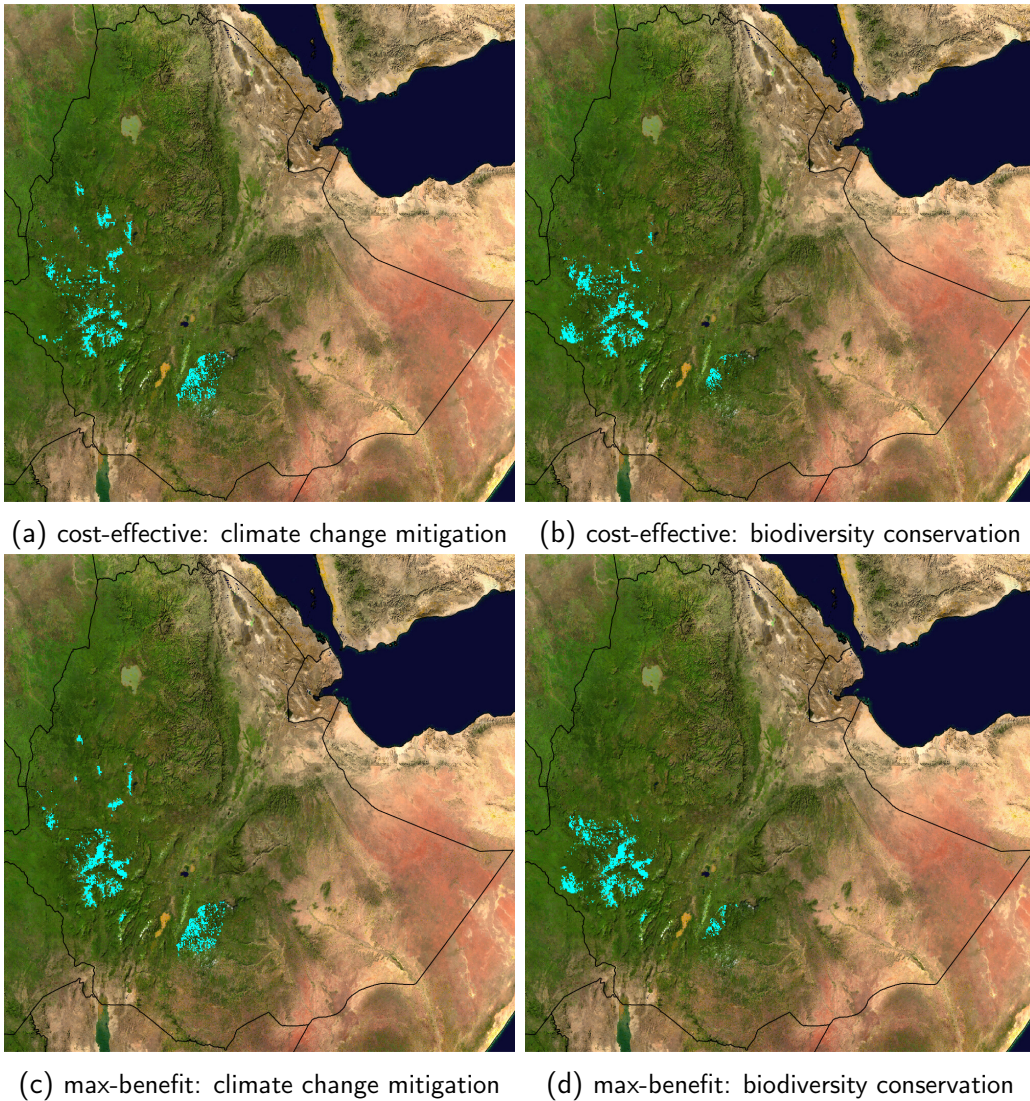 (a) cost-effective: climate change mitigation
(b) cost-effective: biodiversity conservation
(c) max-benefit: climate change mitigation
(d) max-benefit: biodiversity conservation